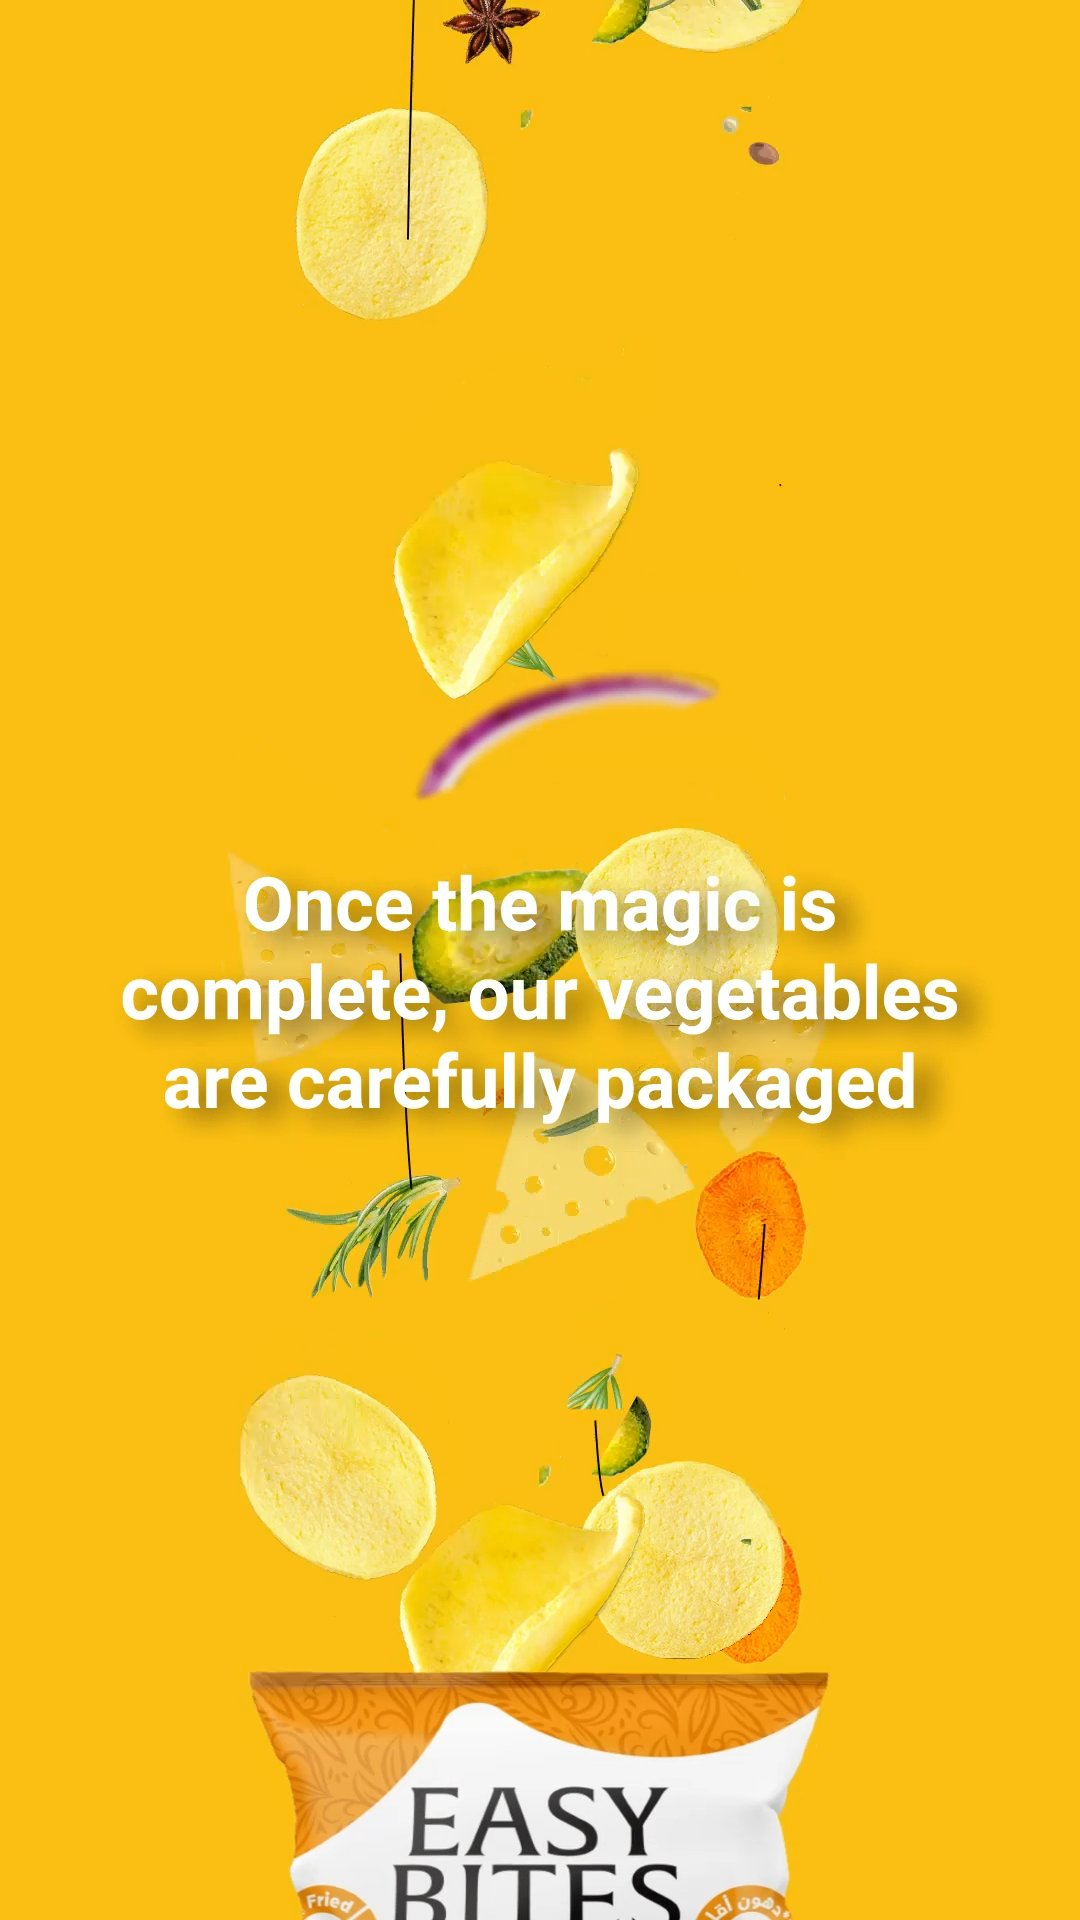 Once the magic is
complete, our vegetables
are carefully packaged
EASY
BITES
Fried
دهون أقل